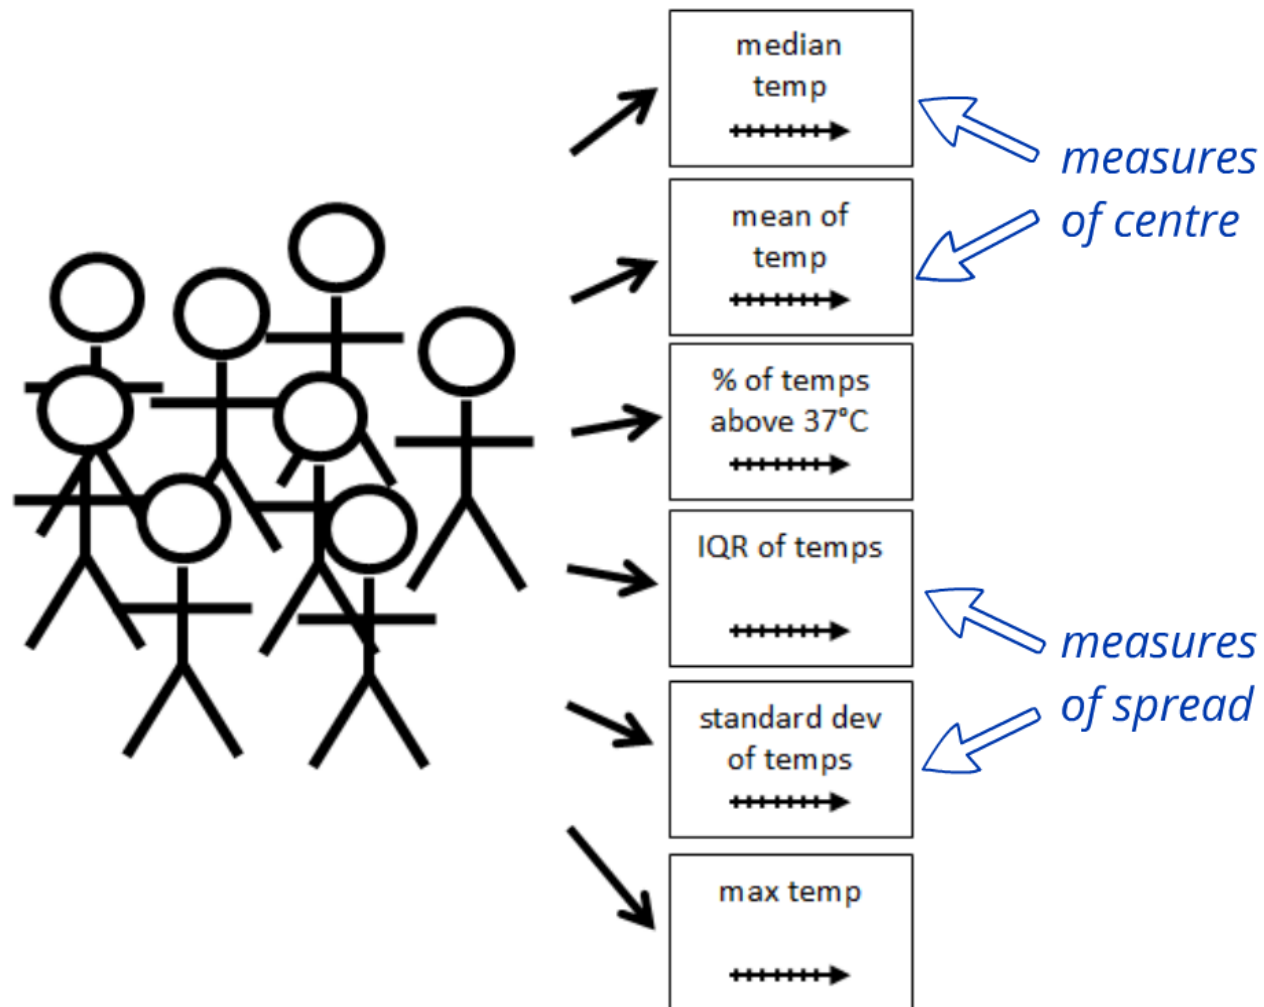 median
temp
mean of
temp
% of temps
above 37°C
IQR of temps
standard dev
of temps
max temp
measures
of centre
measures
of spread